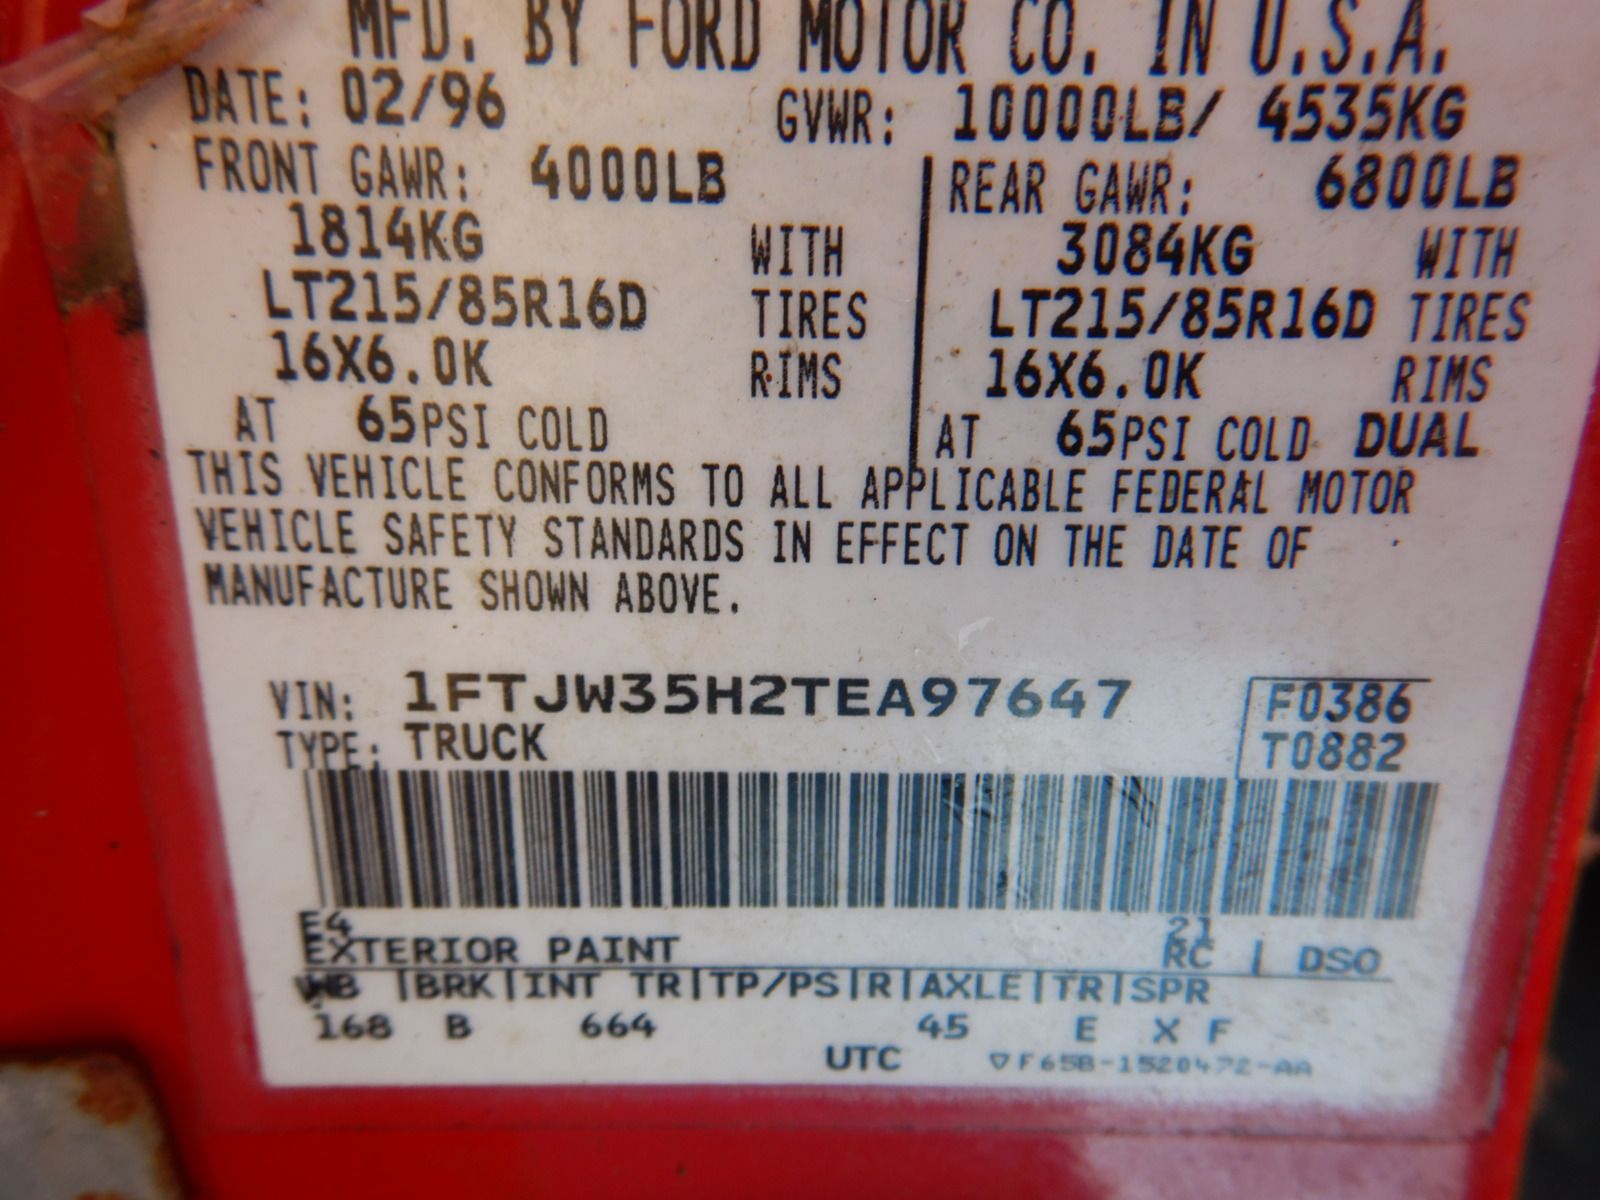 MFD. BY FORD MOTOR CO. IN U.S.A.
DATE: 02/96 GVWR: 10000LB/ 4535KG
FRONT GAWR: 4000LB REAR GAWR: 6800LB
1814KG WITH 3084KG WITH
LT215/85R16D TIRES LT215/85R16D TIRES
16X6.0K RIMS 16X6.0K RIMS
AT 65PSI COLD AT 65PSI COLD DUAL
THIS VEHICLE CONFORMS TO ALL APPLICABLE FEDERAL MOTOR
VEHICLE SAFETY STANDARDS IN EFFECT ON THE DATE OF
MANUFACTURE SHOWN ABOVE.
VIN: 1FTJW35H2TEA97647 F0386
TYPE: TRUCK T0882
E4 21
EXTERIOR PAINT RC | DSO
WB |BRK|INT TR|TP/PS|R|AXLE|TR|SPR
168 B 664 45 E X F
UTC ▽F65B-1520472-AA